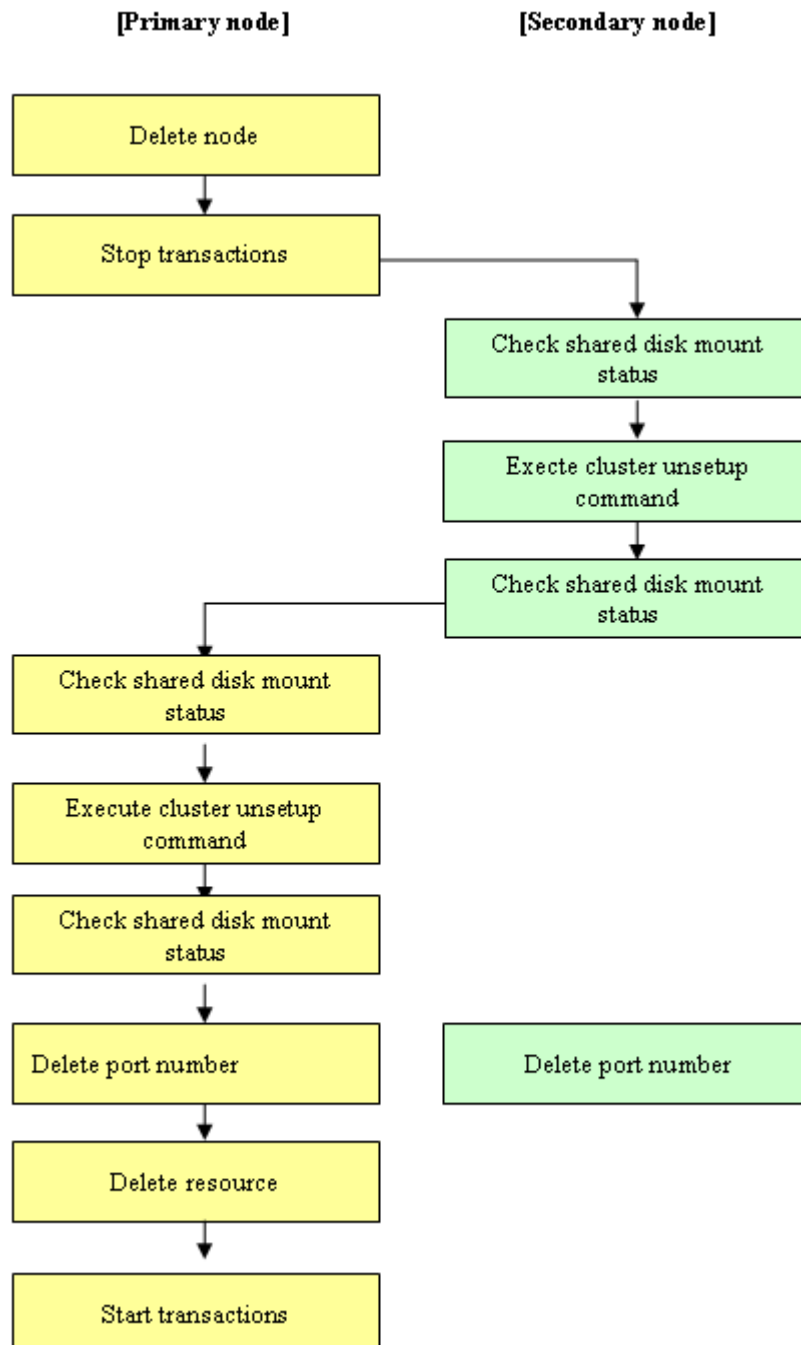 [Primary node]
[Secondary node]
Delete node
Stop transactions
Check shared disk mount
status
Execte cluster unsetup
command
Check shared disk mount
status
Check shared disk mount
status
Execute cluster unsetup
command
Check shared disk mount
status
Delete port number
Delete port number
Delete resource
Start transactions